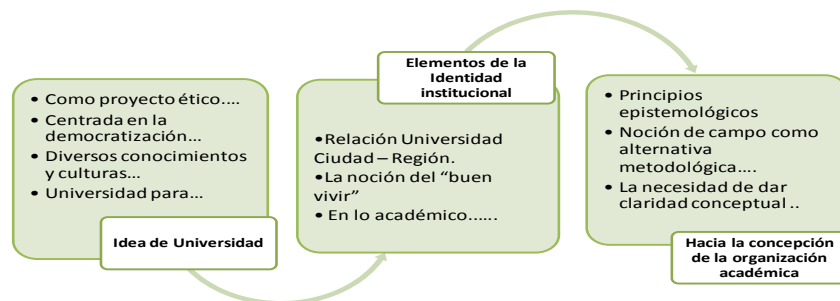 • Como proyecto ético....
• Centrada en la
democratización...
• Diversos conocimientos
y culturas...
• Universidad para...
Idea de Universidad
Elementos de la
Identidad
institucional
•Relación Universidad
Ciudad – Región.
•La noción del “buen
vivir”
• En lo académico......
• Principios
epistemológicos
• Noción de campo como
alternativa
metodológica....
• La necesidad de dar
claridad conceptual ..
Hacia la concepción
de la organización
académica